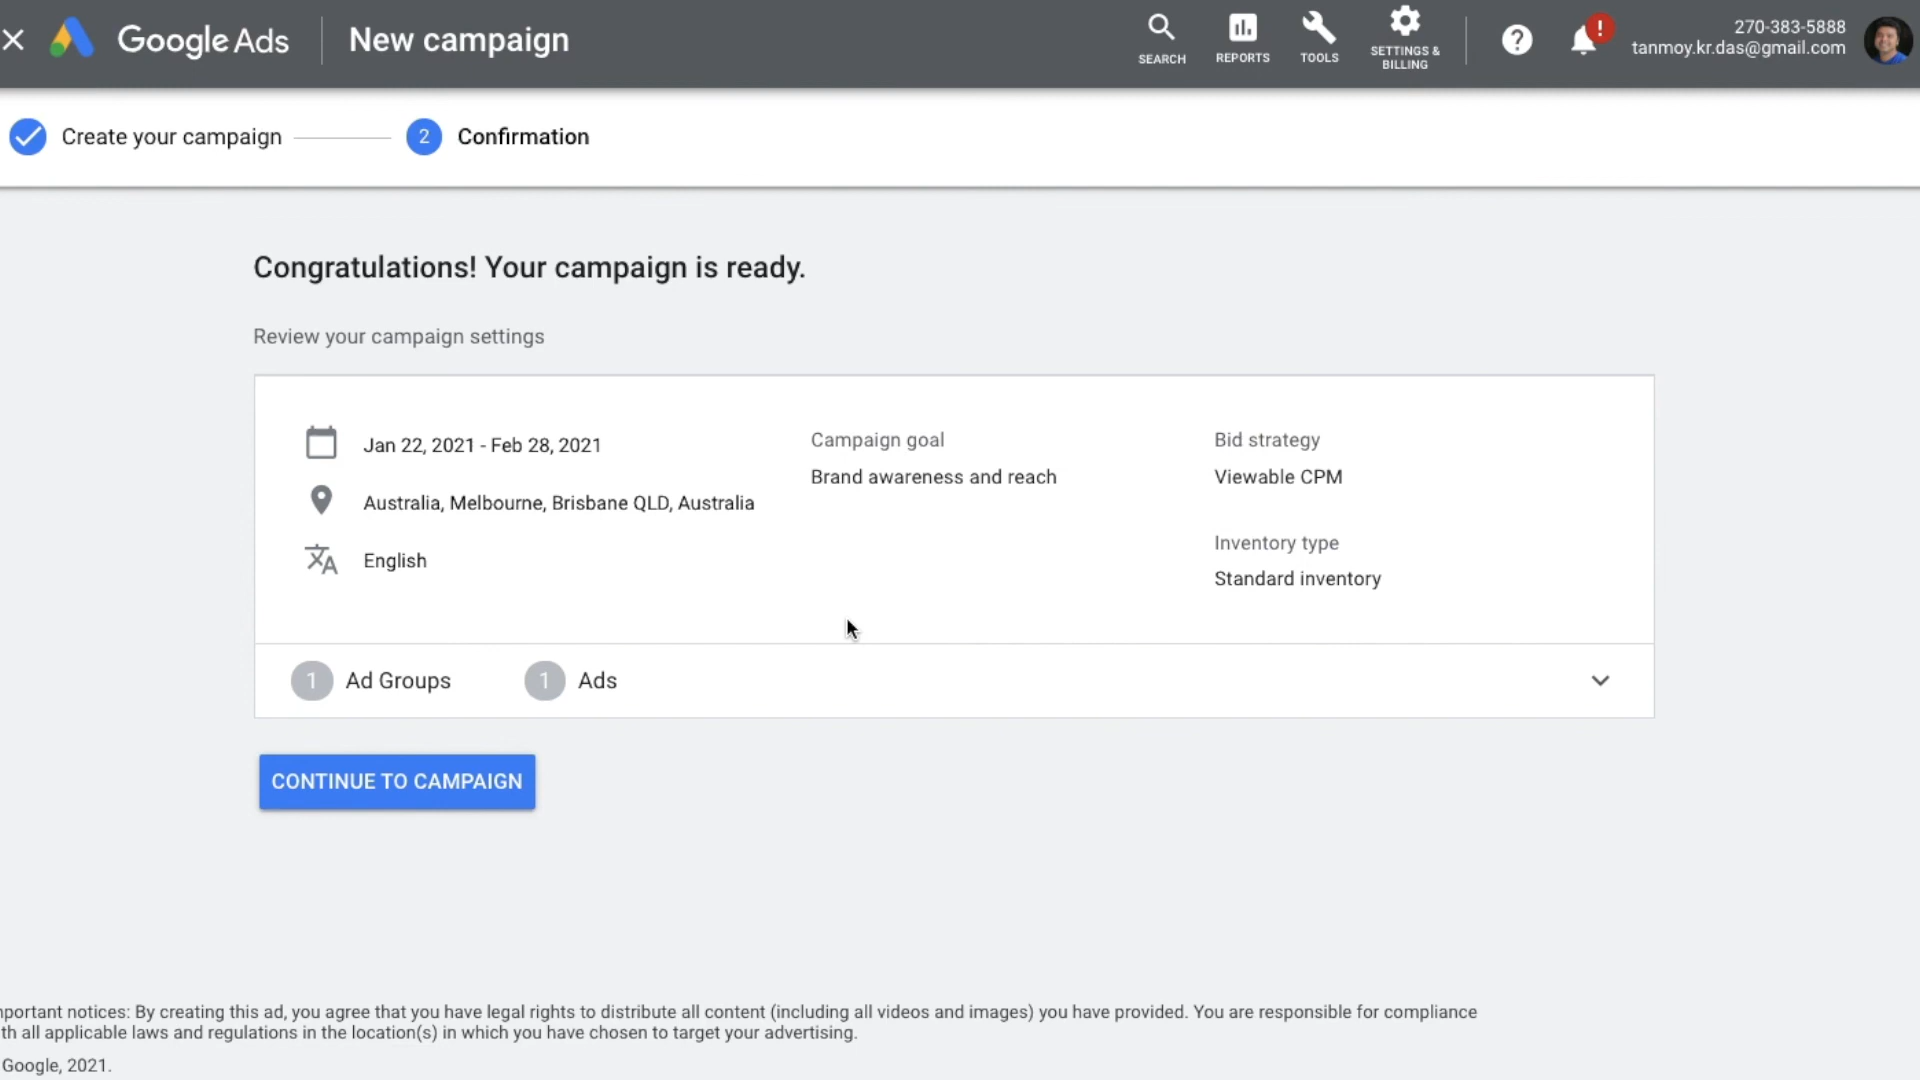 Google Ads
New campaign
SEARCH
REPORTS
TOOLS
SETTINGS &
BILLING
?
!
270-383-5888
tanmoy.kr.das@gmail.com
Create your campaign
2 Confirmation
Congratulations! Your campaign is ready.
Review your campaign settings
Jan 22, 2021 - Feb 28, 2021
Australia, Melbourne, Brisbane QLD, Australia
English
Campaign goal
Brand awareness and reach
Bid strategy
Viewable CPM
Inventory type
Standard inventory
1 Ad Groups
1 Ads
CONTINUE TO CAMPAIGN
portant notices: By creating this ad, you agree that you have legal rights to distribute all content (including all videos and images) you have provided. You are responsible for compliance
th all applicable laws and regulations in the location(s) in which you have chosen to target your advertising.
Google, 2021.